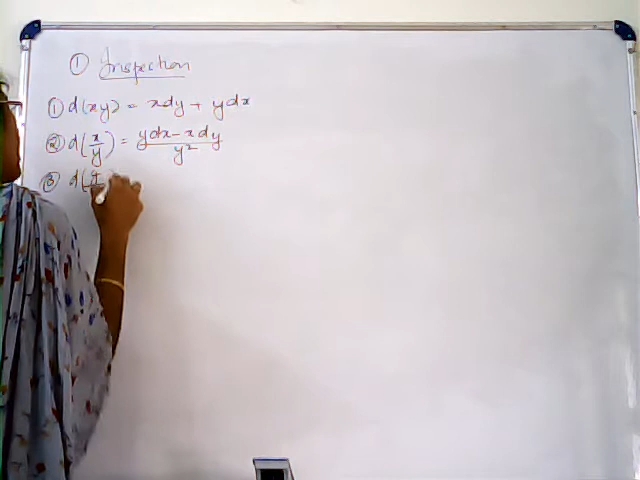 ① Inspection
① d(xy) = xdy + ydx
② d(x/y) = ydx - xdy / y²
③ d(